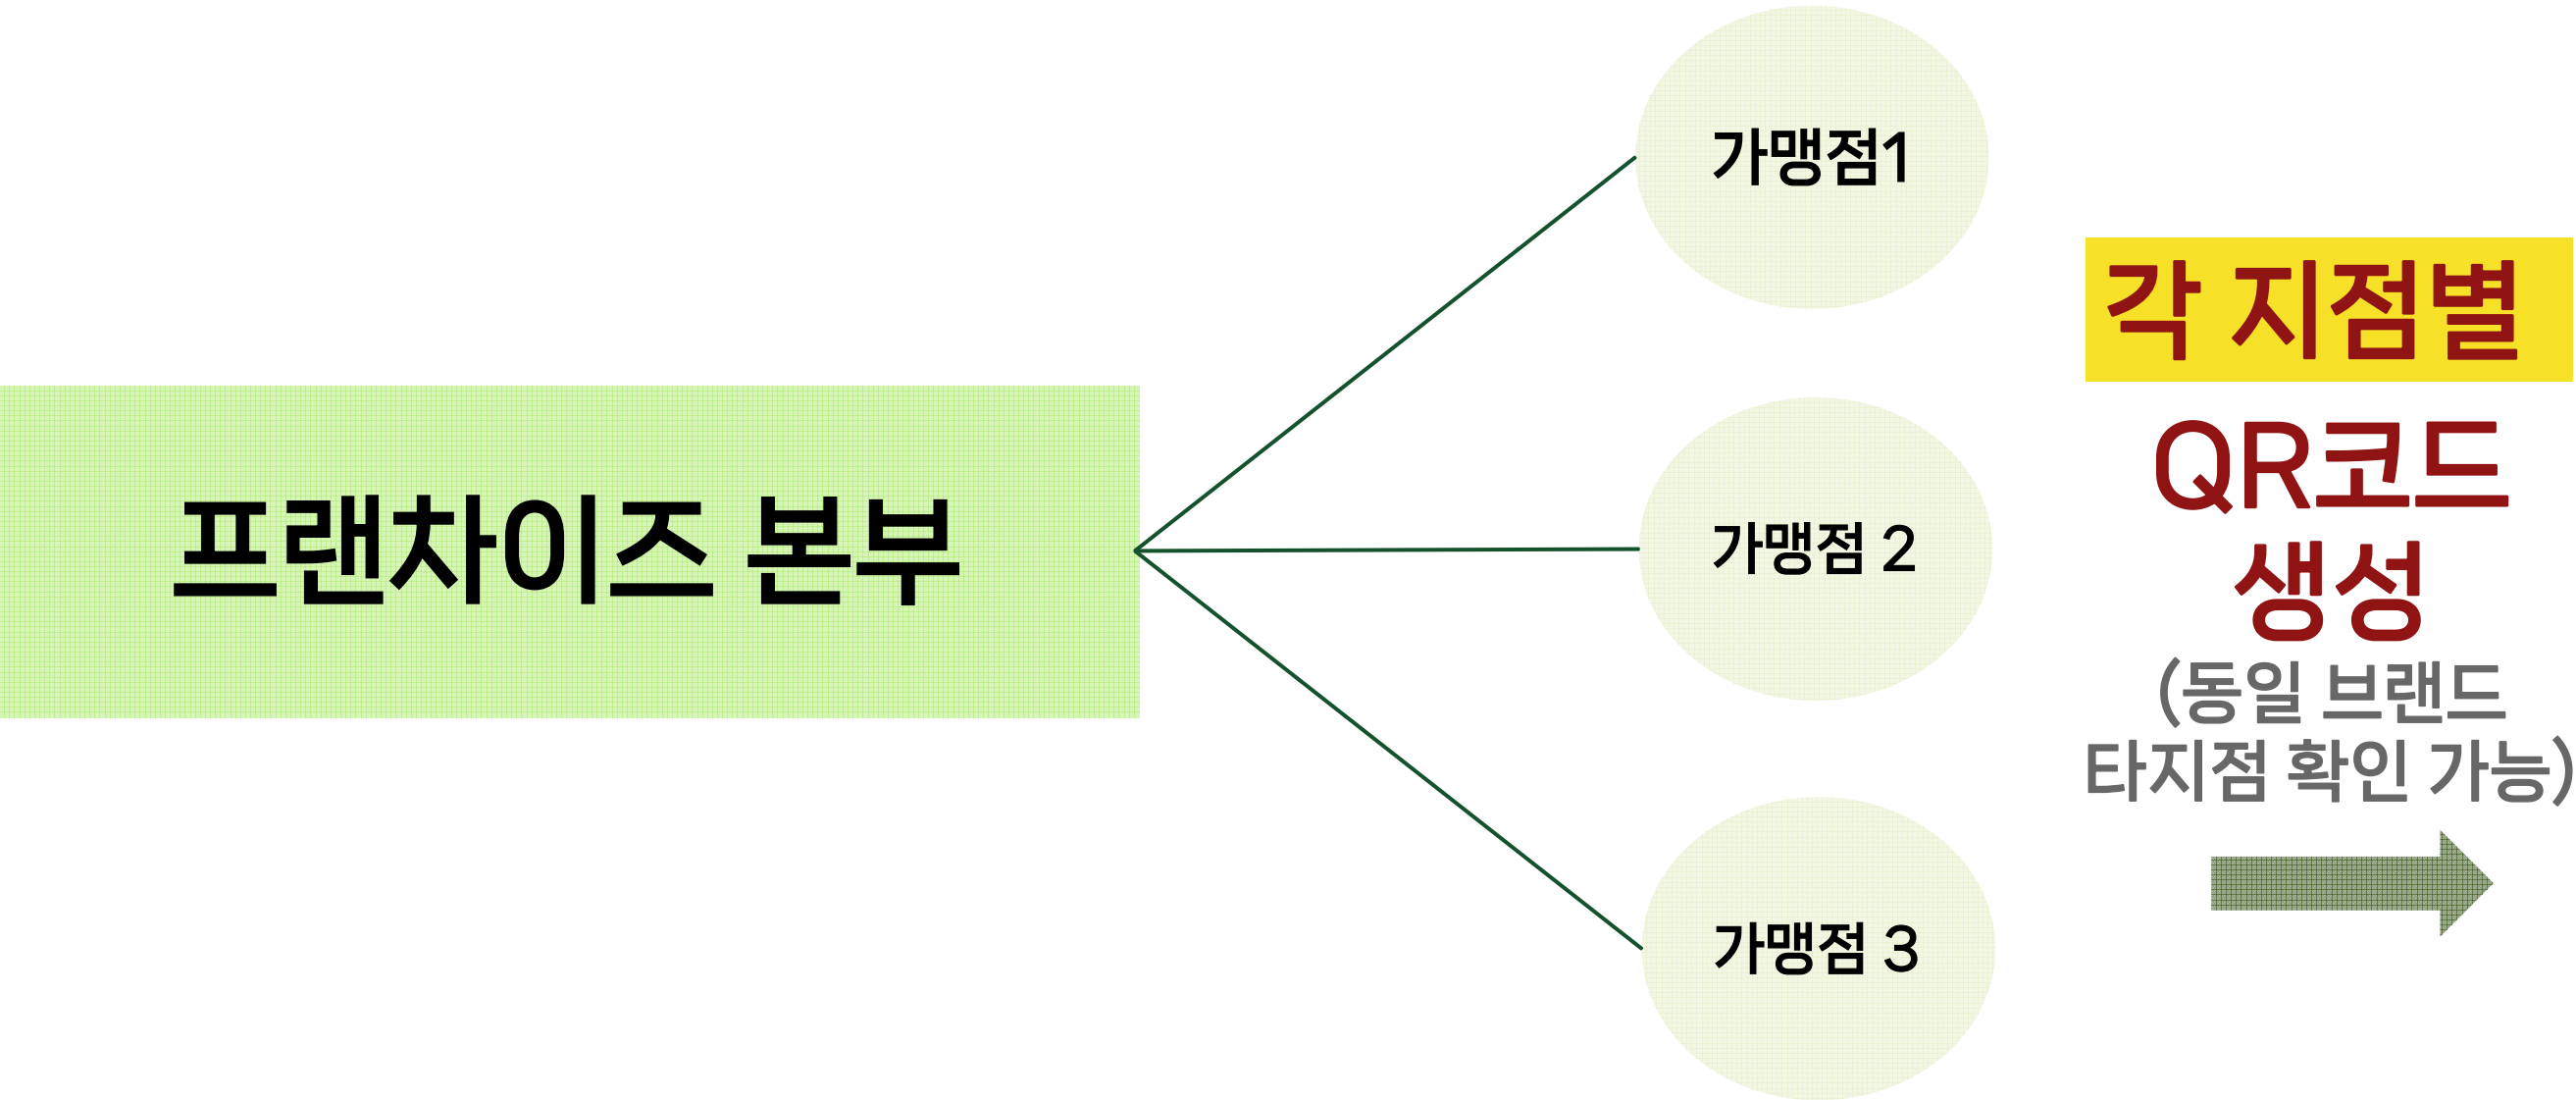 프랜차이즈 본부
가맹점1
가맹점 2
가맹점 3
각 지점별
QR코드
생성
(동일 브랜드
타지점 확인 가능)